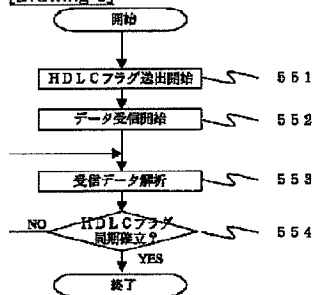 開始
HDLCフラグ送出開始 551
データ受信開始 552
受信データ解析 553
HDLCフラグ
同期確立? 554
NO
YES
終了